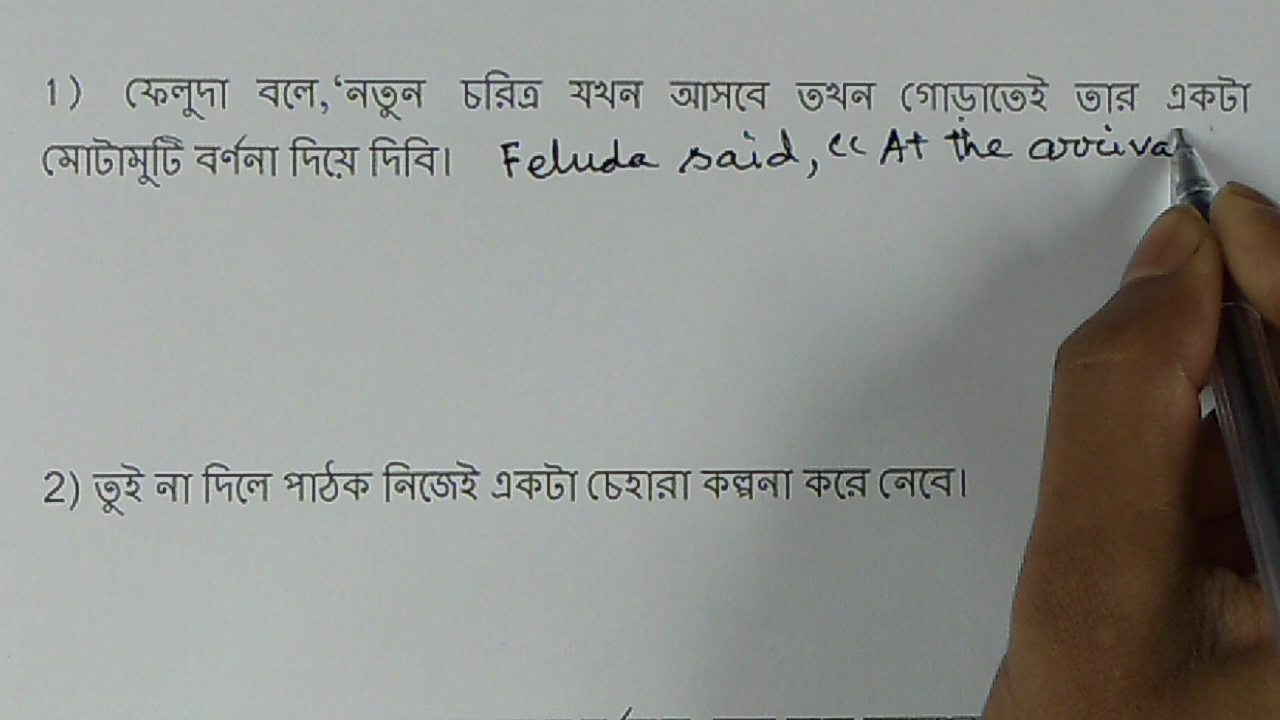 1) ফেলুদা বলে,‘নতুন চরিত্র যখন আসবে তখন গোড়াতেই তার একটা
মোটামুটি বর্ণনা দিয়ে দিবি। Feluda said, “ At the arriva
2) তুই না দিলে পাঠক নিজেই একটা চেহারা কল্পনা করে নেবে।